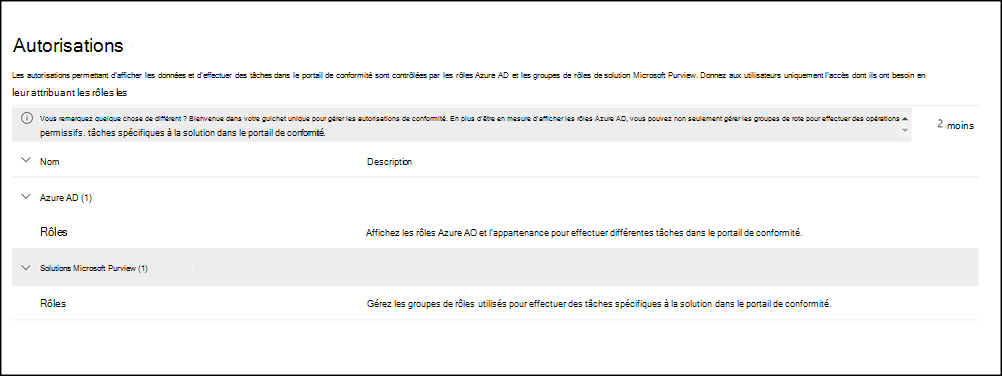 Autorisations
Les autorisations permettant d'afficher les données et d'effectuer des tâches dans le portail de conformité sont contrôlées par les rôles Azure AD et les groupes de rôles de solution Microsoft Purview. Donnez aux utilisateurs uniquement l'accès dont ils ont besoin en
leur attribuant les rôles les
Vous remarquez quelque chose de différent ? Bienvenue dans votre guichet unique pour gérer les autorisations de conformité. En plus d'être en mesure d'afficher les rôles Azure AD, vous pouvez non seulement gérer les groupes de rote pour effectuer des opérations
permissifs. tâches spécifiques à la solution dans le portail de conformité.
2 moins
Nom Description
Azure AD (1)
Rôles Affichez les rôles Azure AO et l'appartenance pour effectuer différentes tâches dans le portail de conformité.
Solutions Microsoft Purview (1)
Rôles Gérez les groupes de rôles utilisés pour effectuer des tâches spécifiques à la solution dans le portail de conformité.